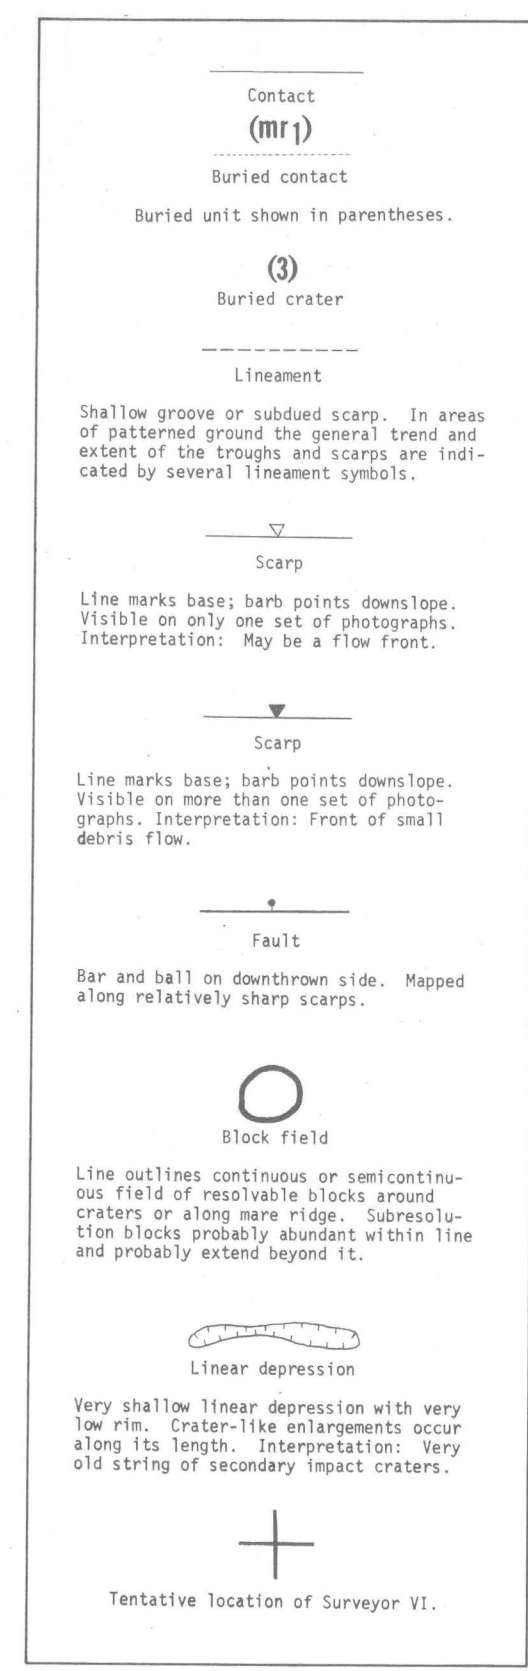 Contact
(mr1)
Buried contact
Buried unit shown in parentheses.
(3)
Buried crater
Lineament
Shallow groove or subdued scarp.  In areas
of patterned ground the general trend and
extent of the troughs and scarps are indi-
cated by several lineament symbols.
Scarp
Line marks base; barb points downslope.
Visible on only one set of photographs.
Interpretation:  May be a flow front.
Scarp
Line marks base; barb points downslope.
Visible on more than one set of photo-
graphs. Interpretation: Front of small
debris flow.
Fault
Bar and ball on downthrown side.  Mapped
along relatively sharp scarps.
Block field
Line outlines continuous or semicontinu-
ous field of resolvable blocks around
craters or along mare ridge.  Subresolu-
tion blocks probably abundant within line
and probably extend beyond it.
Linear depression
Very shallow linear depression with very
low rim.  Crater-like enlargements occur
along its length.  Interpretation:  Very
old string of secondary impact craters.
Tentative location of Surveyor VI.